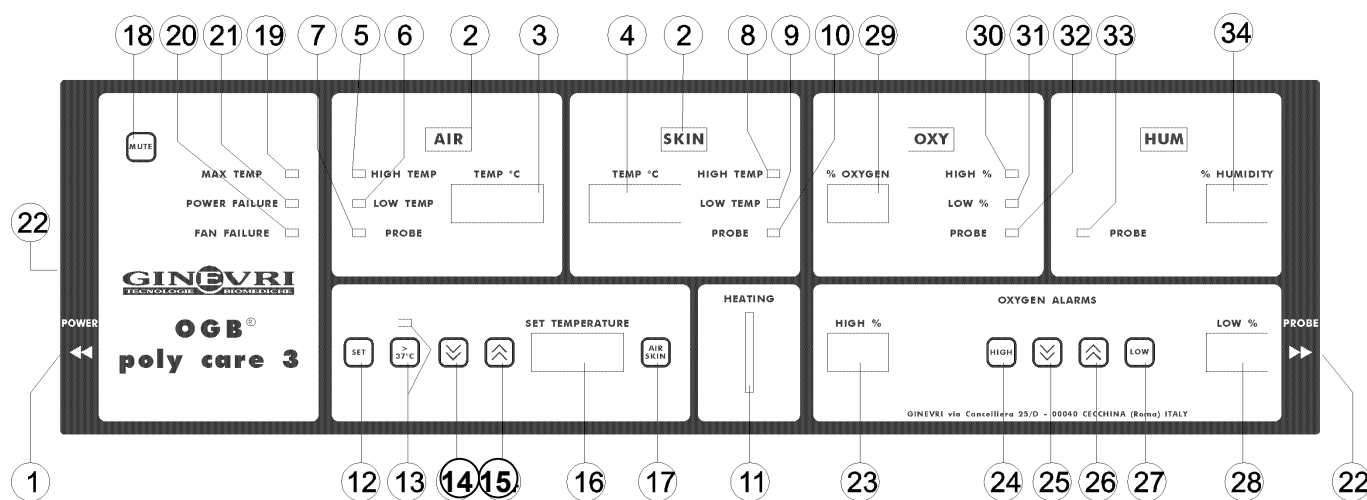 18 20 21 19 7 5 6 2 3 4 2 8 9 10 29 30 31 32 33 34
MUTE
AIR SKIN OXY HUM
MAX TEMP HIGH TEMP TEMP °C TEMP °C HIGH TEMP % OXYGEN HIGH % % HUMIDITY
POWER FAILURE LOW TEMP LOW TEMP LOW %
FAN FAILURE PROBE PROBE PROBE PROBE
22
GINEVRI
TECNOLOGIE BIOMEDICHE
HEATING OXYGEN ALARMS
POWER OGB® SET TEMPERATURE HIGH % LOW % PROBE
poly care 3
SET
>
37°C
AIR
SKIN
HIGH LOW
GINEVRI via Cancelliera 25/D - 00040 CECCHINA (Roma) ITALY
1 12 13 14 15 16 17 11 23 24 25 26 27 28 22